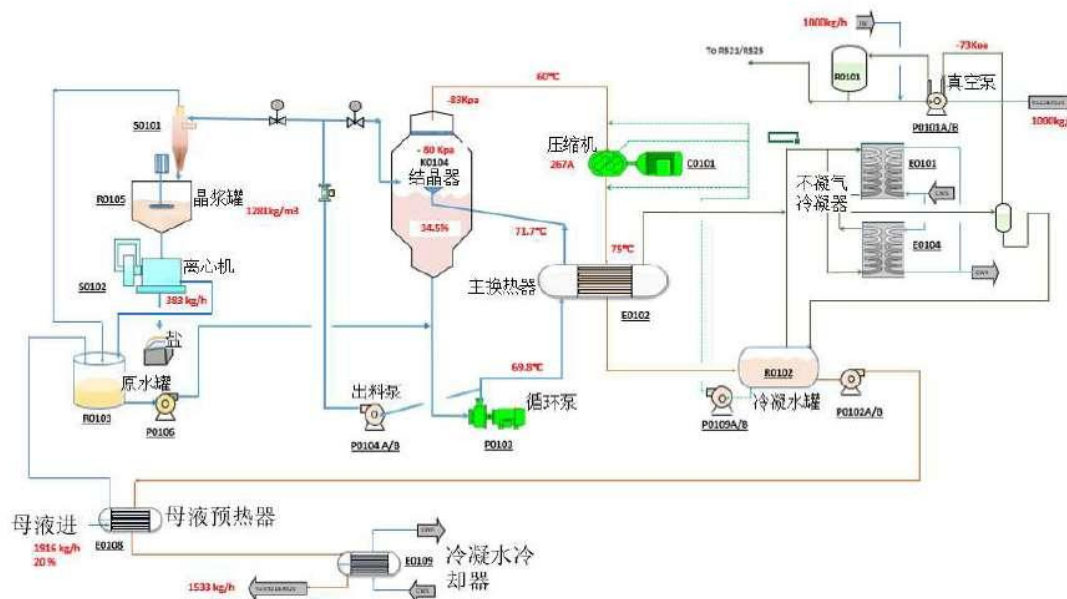 1000kg/h
-73Kpa
To R521/R525
R0101
真空泵
P0101A/B
1000kg/
60℃
-83Kpa
S0101
压缩机
267A
C0101
- 80 Kpa
K0104
结晶器
E0101
不凝气
冷凝器
R0105
晶浆罐
1281kg/m3
34.5%
71.7℃
75℃
E0104
离心机
S0102
383 kg/h
主换热器
E0102
盐
69.8℃
R0102
原水罐
出料泵
循环泵
冷凝水罐
R0103
P0106
P0104 A/B
P0103
P0109A/B
P0102A/B
母液进
母液预热器
1916 kg/h
20 %
E0108
E0109
冷凝水冷
却器
1533 kg/h
CWS